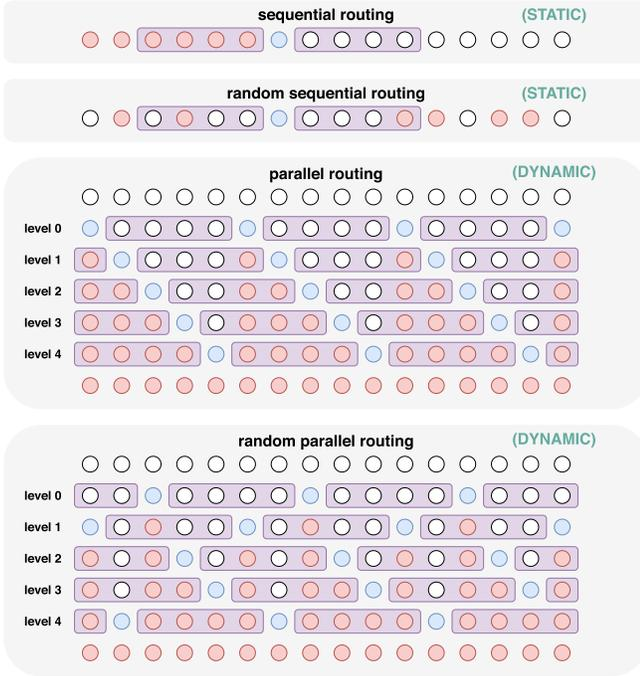 sequential routing (STATIC)
random sequential routing (STATIC)
parallel routing (DYNAMIC)
level 0
level 1
level 2
level 3
level 4
random parallel routing (DYNAMIC)
level 0
level 1
level 2
level 3
level 4